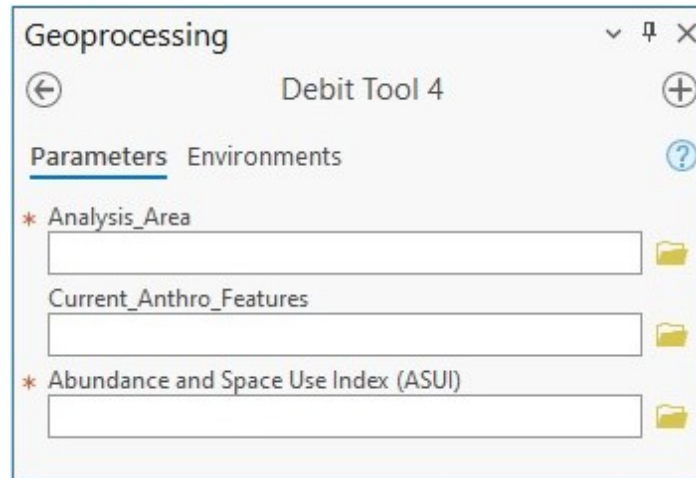 Geoprocessing
Debit Tool 4
Parameters Environments
* Analysis_Area
Current_Anthro_Features
* Abundance and Space Use Index (ASUI)